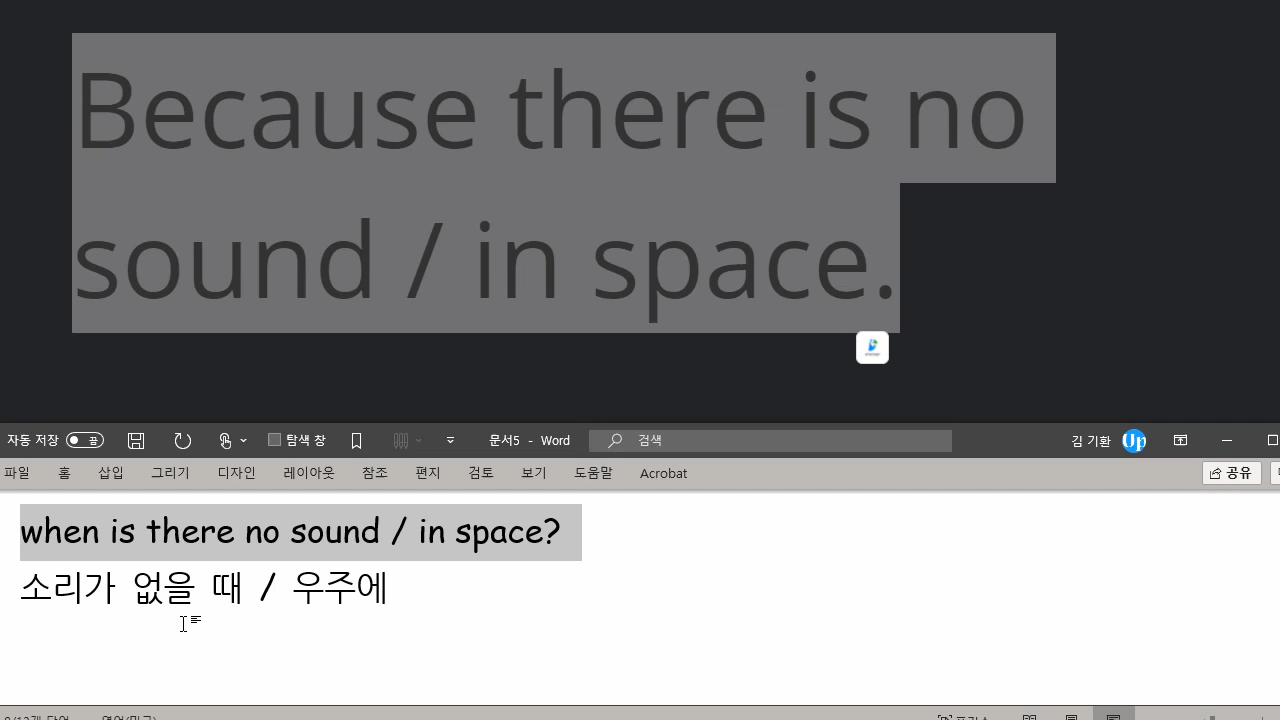 Because there is no
sound / in space.
자동 저장 끔 탐색 창 문서5 - Word 검색 김 기환 Up
파일 홈 삽입 그리기 디자인 레이아웃 참조 편지 검토 보기 도움말 Acrobat 공유
when is there no sound / in space?
소리가 없을 때 / 우주에